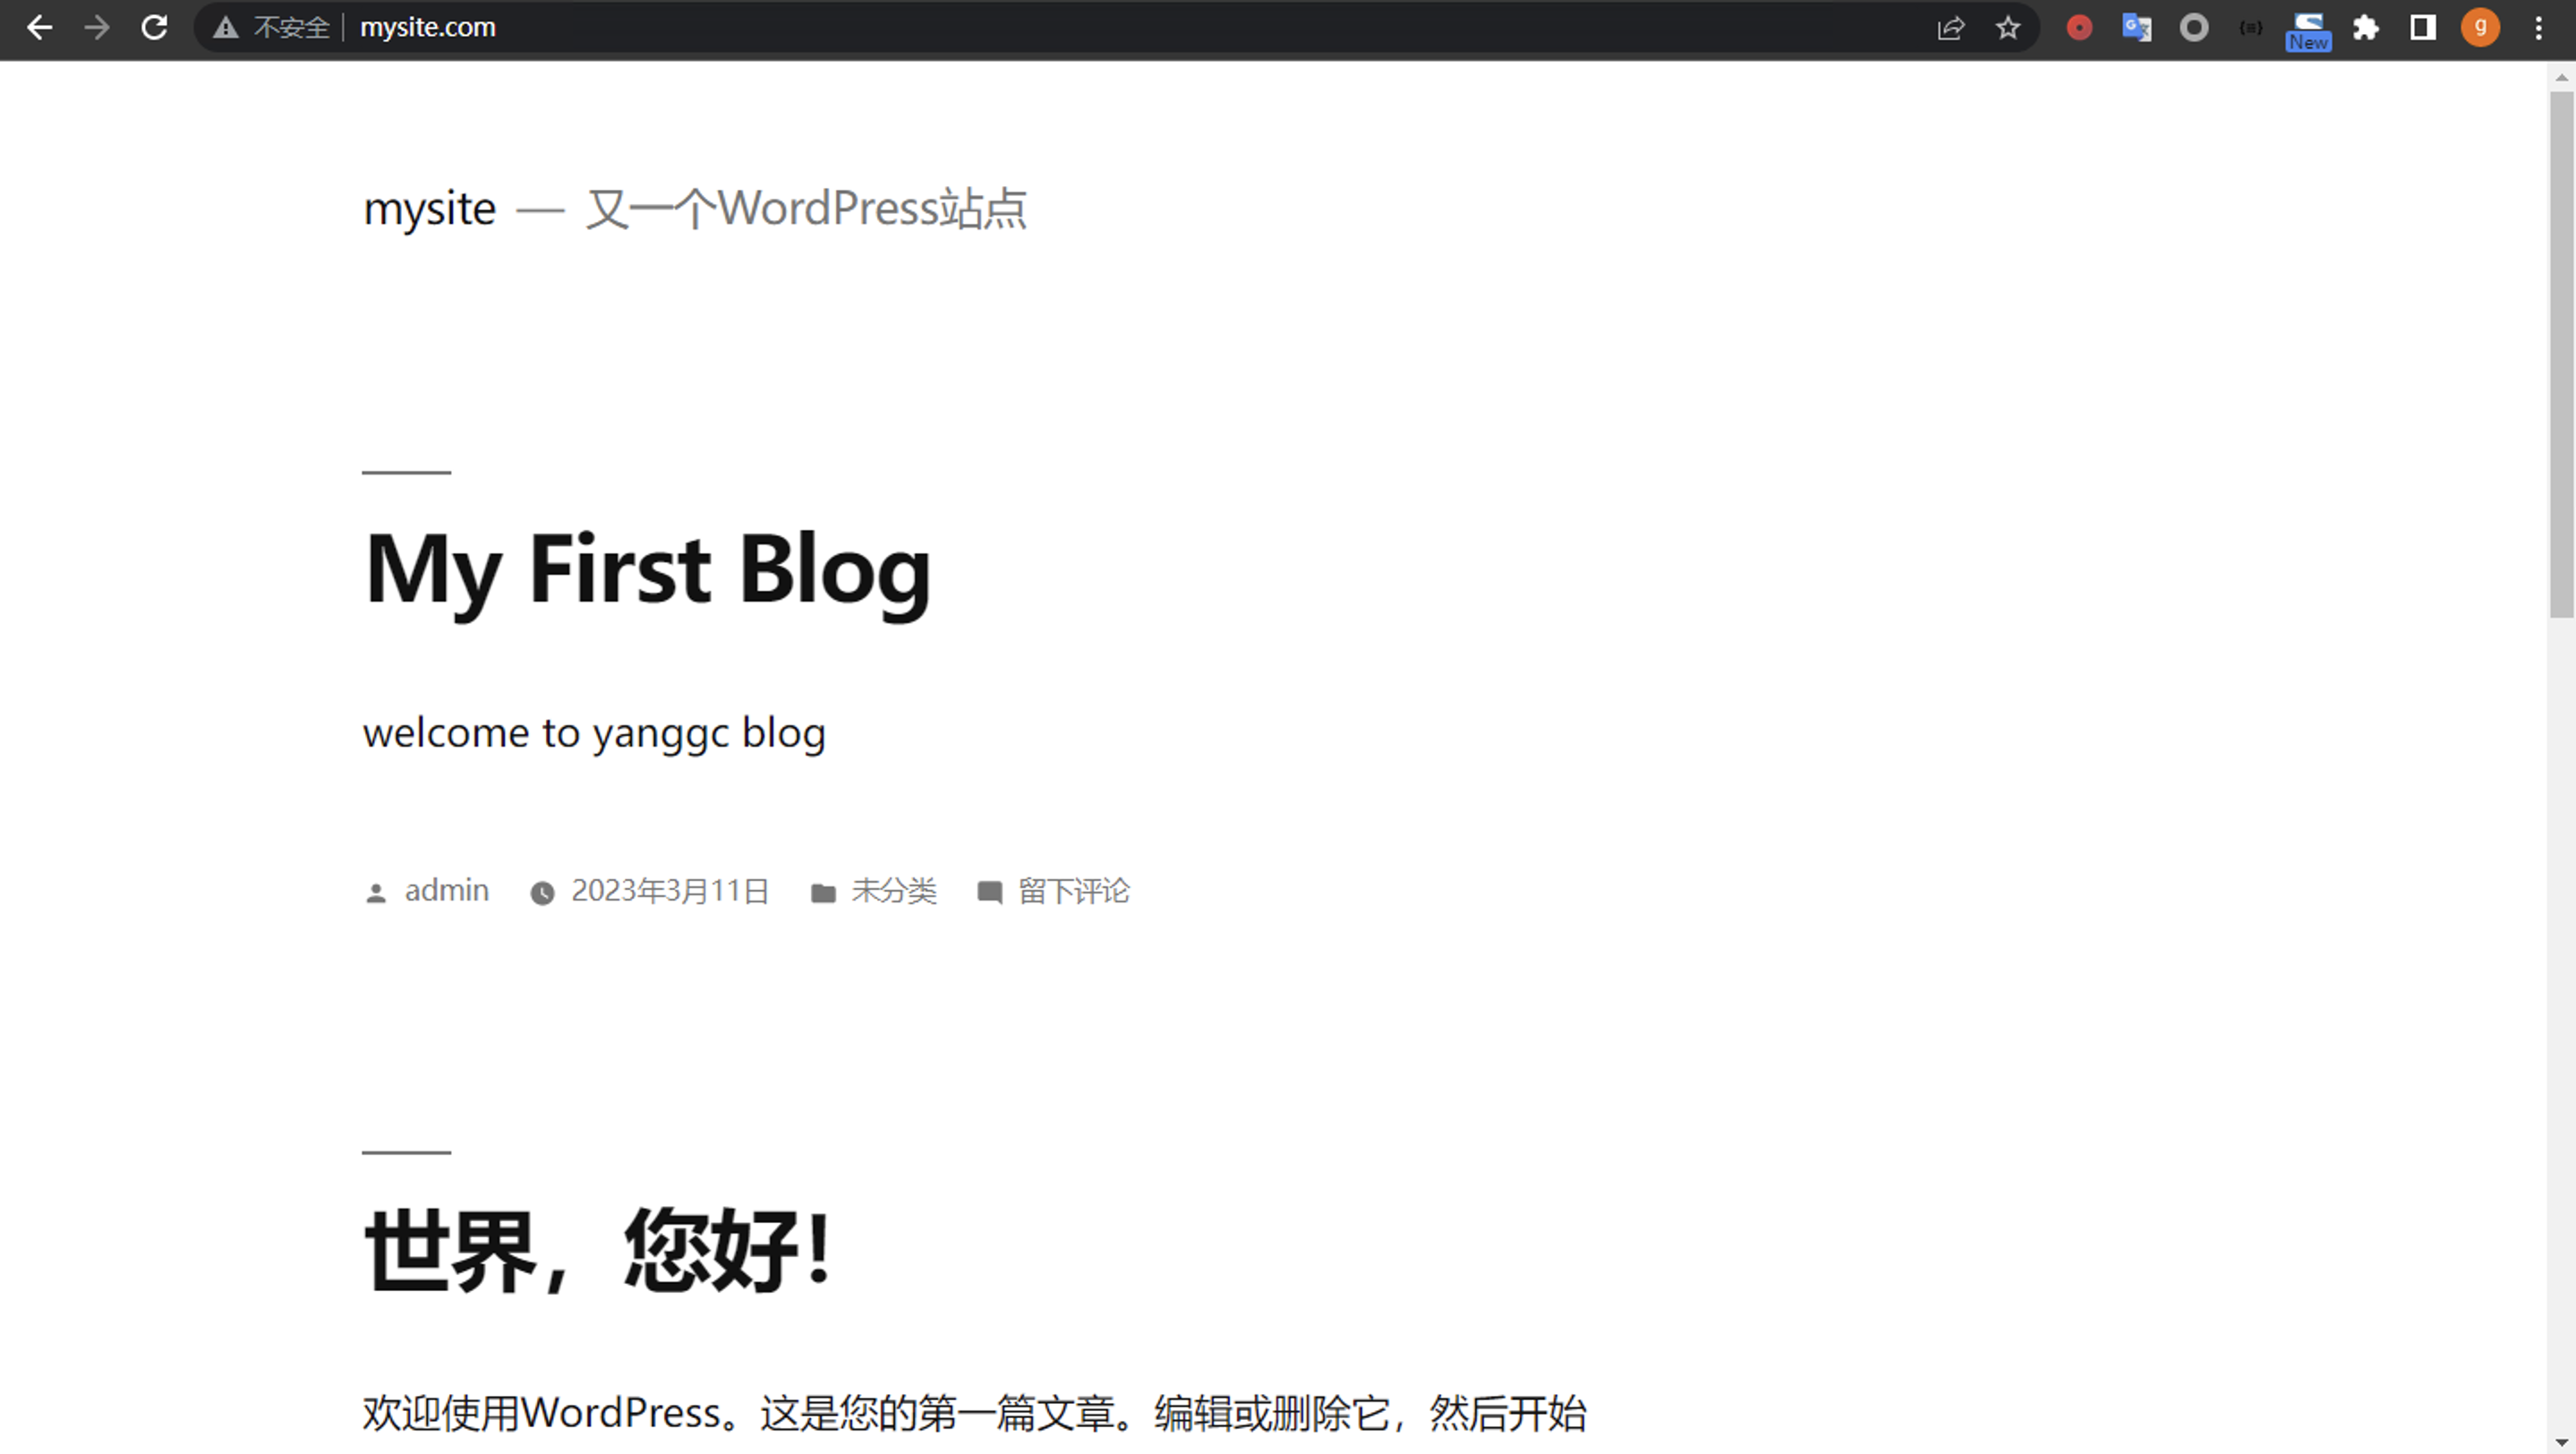 不安全 mysite.com
New
g
mysite — 又一个WordPress站点
My First Blog
welcome to yanggc blog
admin 2023年3月11日 未分类 留下评论
世界，您好！
欢迎使用WordPress。这是您的第一篇文章。编辑或删除它，然后开始